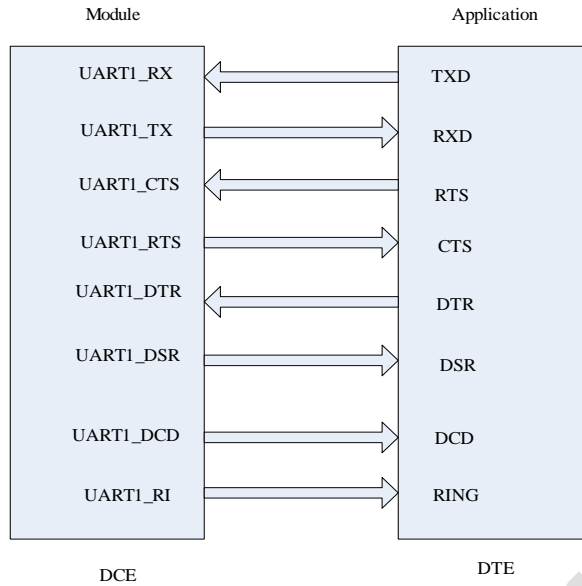 Module Application
UART1_RX TXD
UART1_TX RXD
UART1_CTS RTS
UART1_RTS CTS
UART1_DTR DTR
UART1_DSR DSR
UART1_DCD DCD
UART1_RI RING
DCE DTE